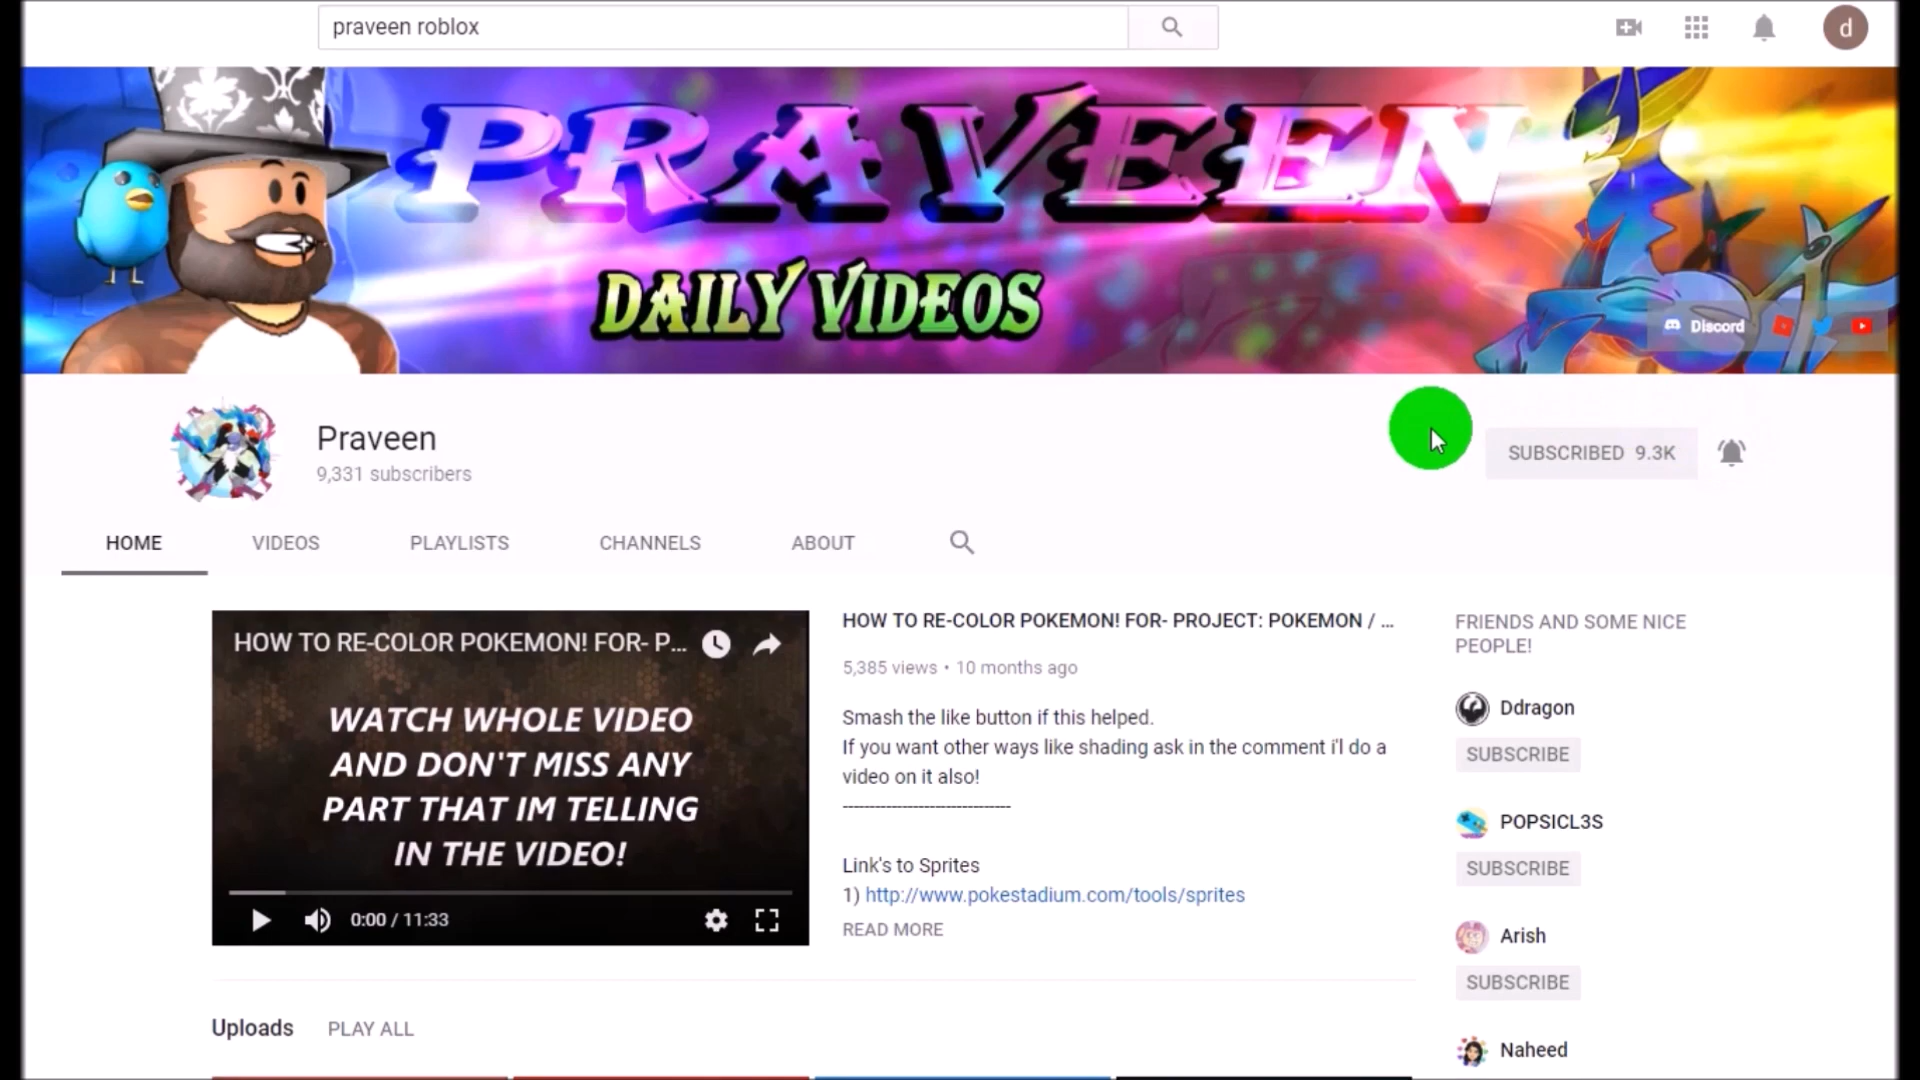 praveen roblox
d
PRAVEEN
DAILY VIDEOS
Discord
Praveen
9,331 subscribers
SUBSCRIBED 9.3K
HOME VIDEOS PLAYLISTS CHANNELS ABOUT
HOW TO RE-COLOR POKEMON! FOR- P...
WATCH WHOLE VIDEO
AND DON'T MISS ANY
PART THAT IM TELLING
IN THE VIDEO!
0:00 / 11:33
HOW TO RE-COLOR POKEMON! FOR- PROJECT: POKEMON / ...
5,385 views • 10 months ago
Smash the like button if this helped.
If you want other ways like shading ask in the comment i'l do a
video on it also!
-------------------------------
Link's to Sprites
1) http://www.pokestadium.com/tools/sprites
READ MORE
FRIENDS AND SOME NICE
PEOPLE!
Ddragon
SUBSCRIBE
POPSICL3S
SUBSCRIBE
Arish
SUBSCRIBE
Naheed
Uploads PLAY ALL